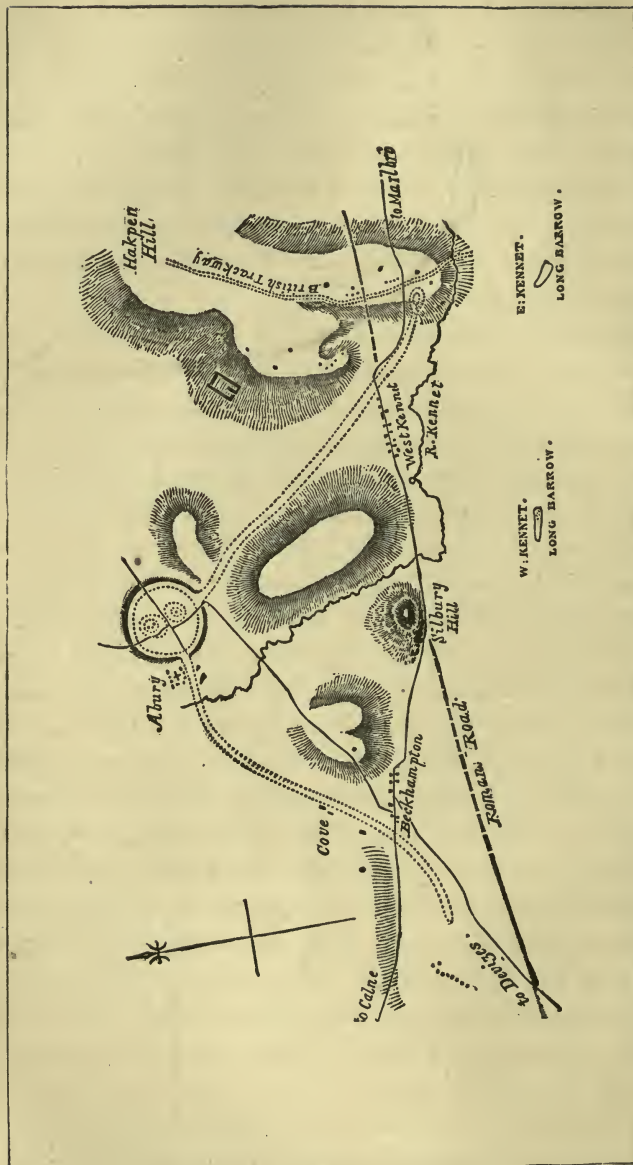 Hakpen
Hill.
British Trackway
Abury
to Marlbro
West Kennet
R. Kennet
Silbury
Hill
Cove
Beckhampton
Roman Road.
to Calne
to Devizes.
E: KENNET.
LONG BARROW.
W: KENNET.
LONG BARROW.